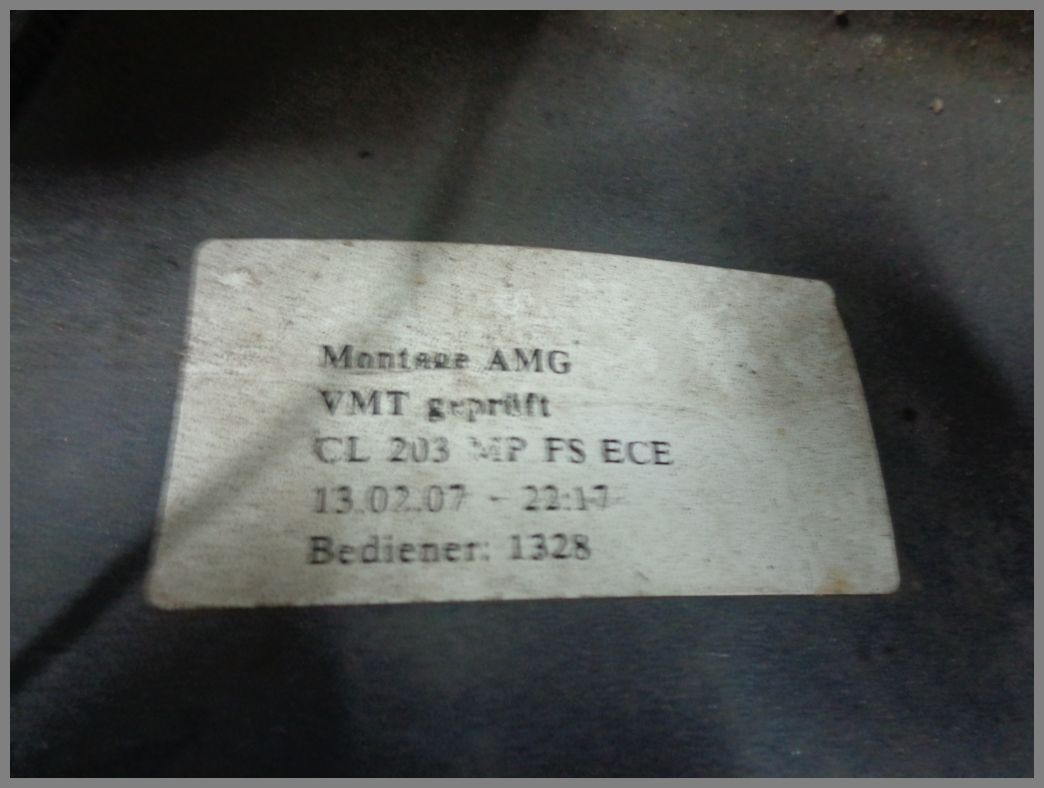 Montage AMG
VMT geprüft
CL 203 MP FS ECE
13.02.07 - 22:17
Bediener: 1328